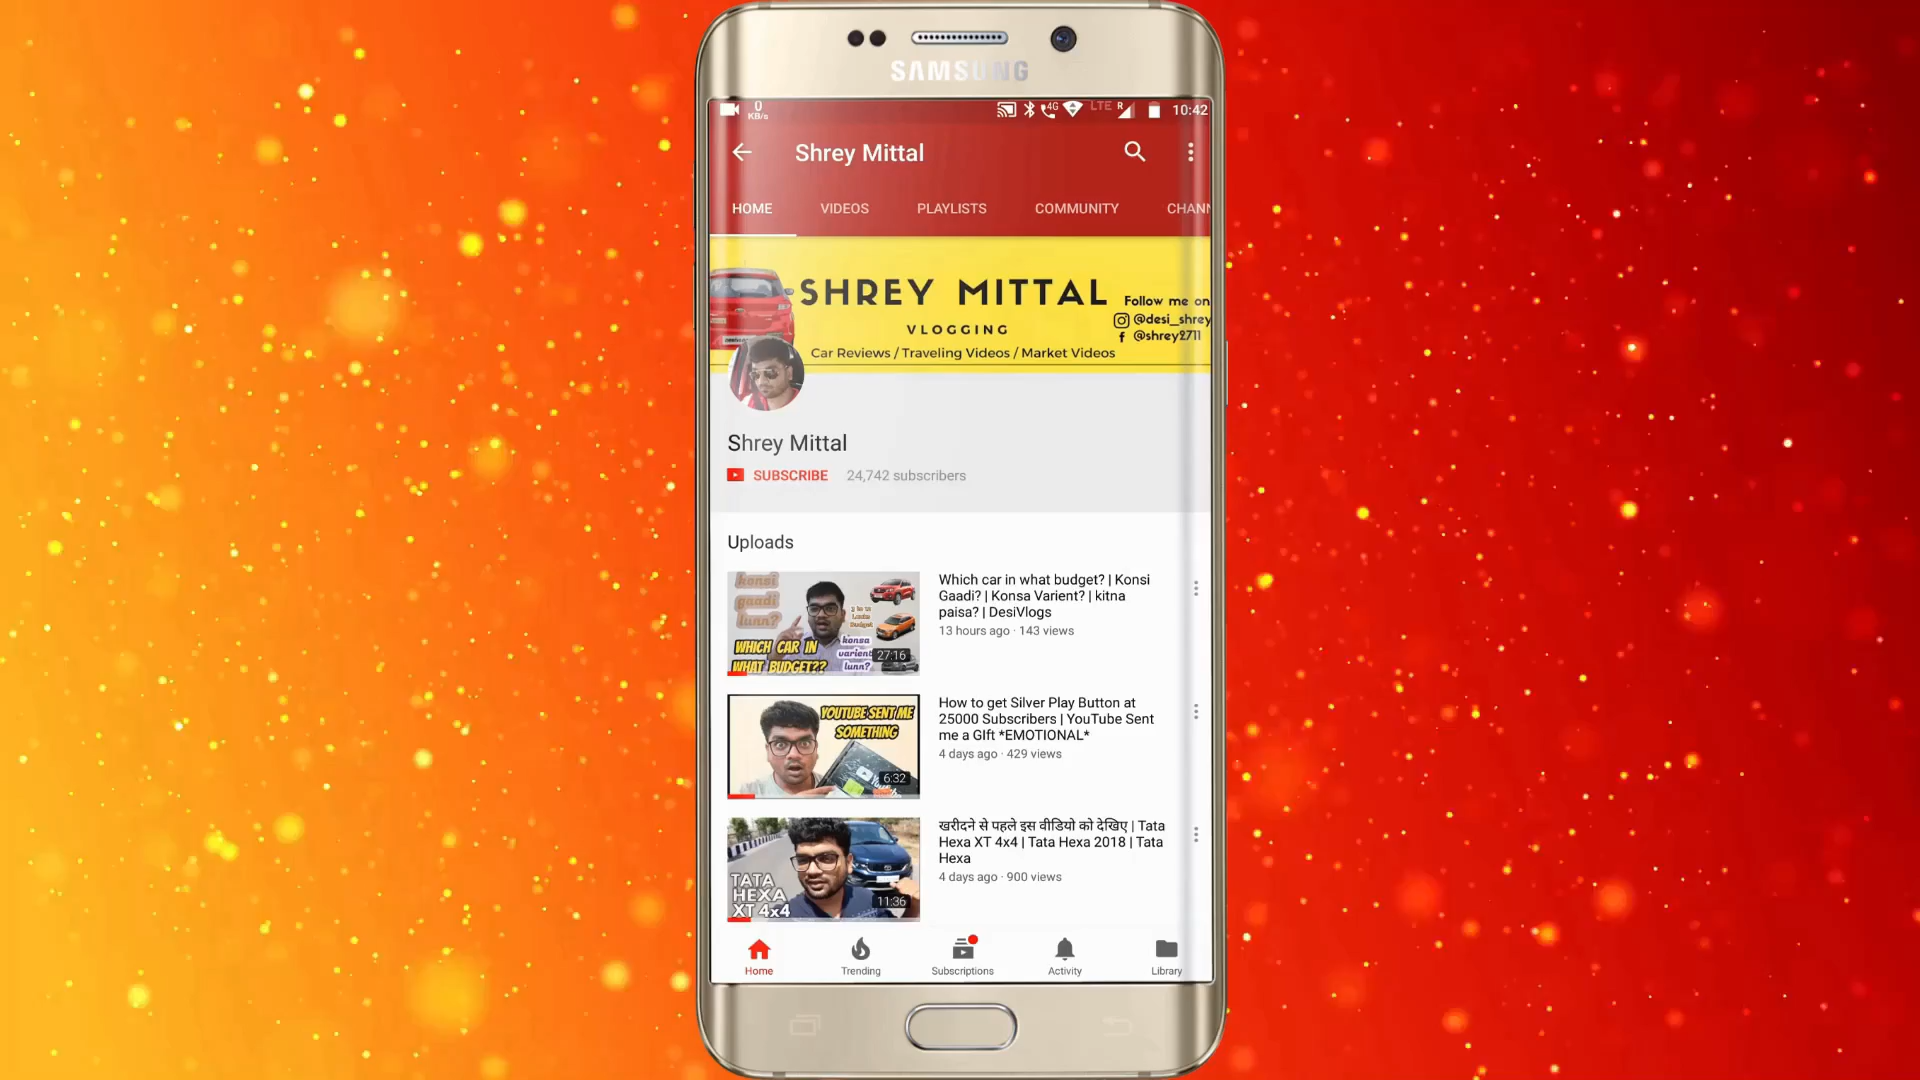 SAMSUNG
0
KB/s
4G
LTE
R
10:42
Shrey Mittal
HOME
VIDEOS
PLAYLISTS
COMMUNITY
CHANN
SHREY MITTAL
VLOGGING
Car Reviews / Traveling Videos / Market Videos
Follow me on
@desi_shrey
@shrey2711
Shrey Mittal
SUBSCRIBE
24,742 subscribers
Uploads
konsi
gaadi
lunn?
2 to 12
Lacks
Budget
WHICH CAR IN
WHAT BUDGET??
konsa
varient
lunn?
27:16
Which car in what budget? | Konsi
Gaadi? | Konsa Varient? | kitna
paisa? | DesiVlogs
13 hours ago · 143 views
YOUTUBE SENT ME
SOMETHING
6:32
How to get Silver Play Button at
25000 Subscribers | YouTube Sent
me a GIft *EMOTIONAL*
4 days ago · 429 views
TATA
HEXA
XT 4x4
11:36
खरीदने से पहले इस वीडियो को देखिए | Tata
Hexa XT 4x4 | Tata Hexa 2018 | Tata
Hexa
4 days ago · 900 views
Home
Trending
Subscriptions
Activity
Library